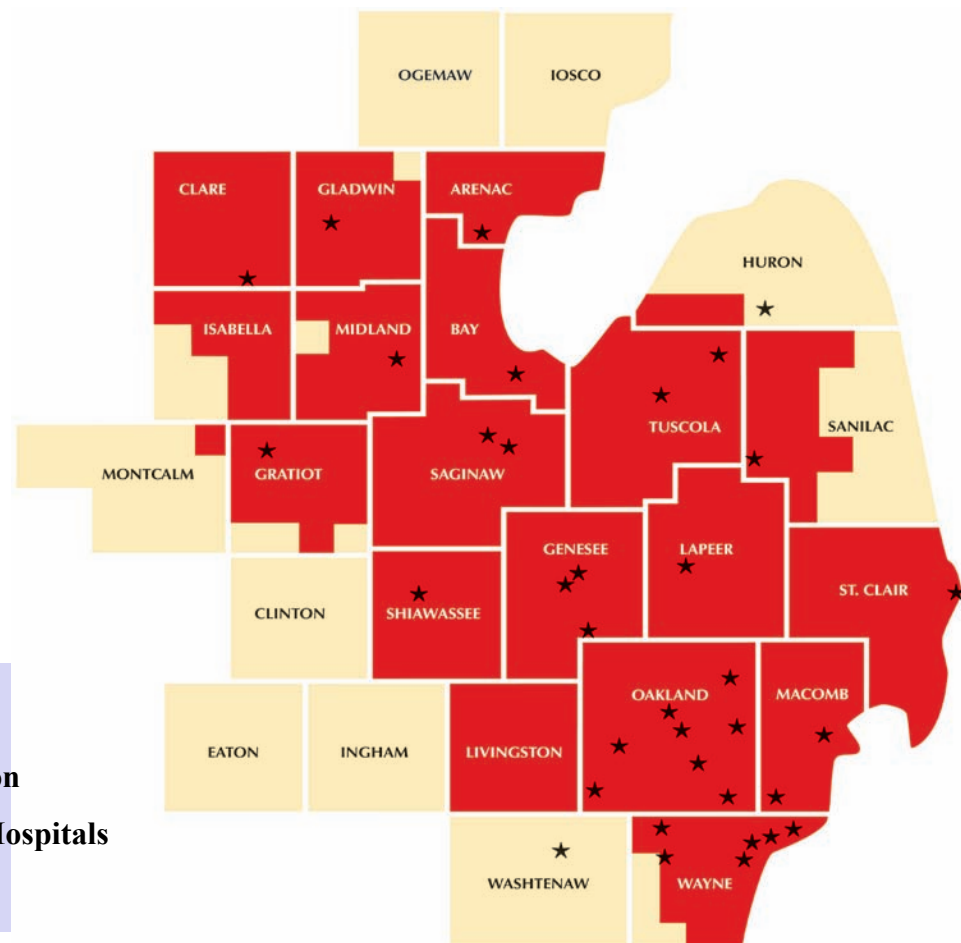 OGEMAW
IOSCO
CLARE
GLADWIN
ARENAC
HURON
ISABELLA
MIDLAND
BAY
TUSCOLA
SANILAC
MONTCALM
GRATIOT
SAGINAW
GENESEE
LAPEER
ST. CLAIR
CLINTON
SHIAWASSEE
OAKLAND
MACOMB
EATON
INGHAM
LIVINGSTON
on
Hospitals
WASHTENAW
WAYNE